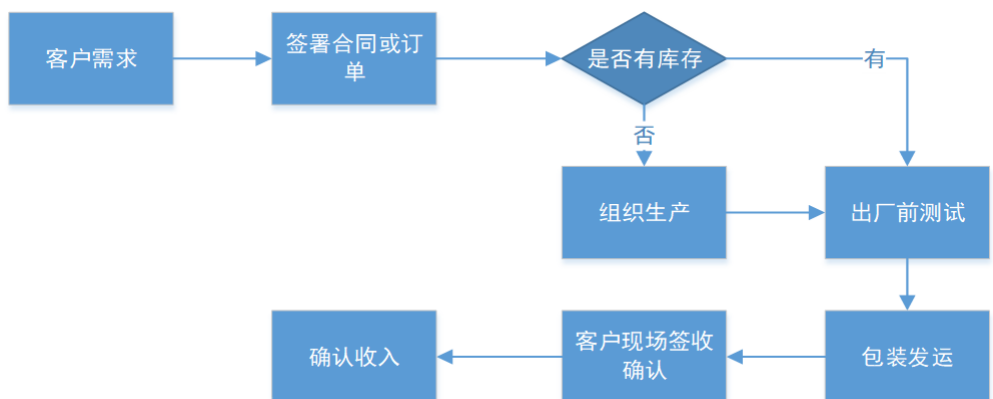 客户需求
签署合同或订
单
是否有库存
有
否
组织生产
出厂前测试
确认收入
客户现场签收
确认
包装发运